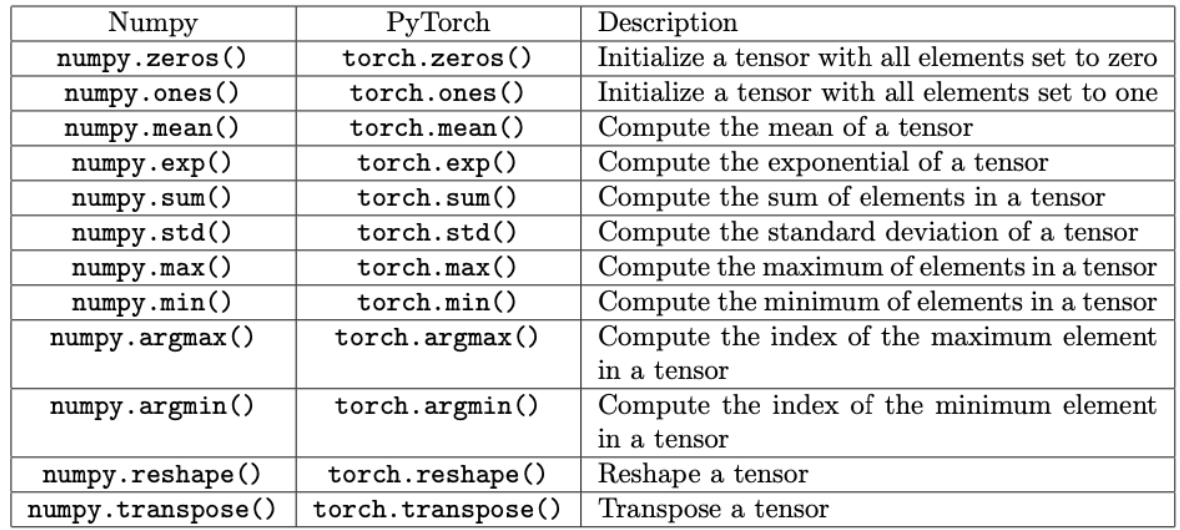 Numpy PyTorch Description
numpy.zeros() torch.zeros() Initialize a tensor with all elements set to zero
numpy.ones() torch.ones() Initialize a tensor with all elements set to one
numpy.mean() torch.mean() Compute the mean of a tensor
numpy.exp() torch.exp() Compute the exponential of a tensor
numpy.sum() torch.sum() Compute the sum of elements in a tensor
numpy.std() torch.std() Compute the standard deviation of a tensor
numpy.max() torch.max() Compute the maximum of elements in a tensor
numpy.min() torch.min() Compute the minimum of elements in a tensor
numpy.argmax() torch.argmax() Compute the index of the maximum element
in a tensor
numpy.argmin() torch.argmin() Compute the index of the minimum element
in a tensor
numpy.reshape() torch.reshape() Reshape a tensor
numpy.transpose() torch.transpose() Transpose a tensor